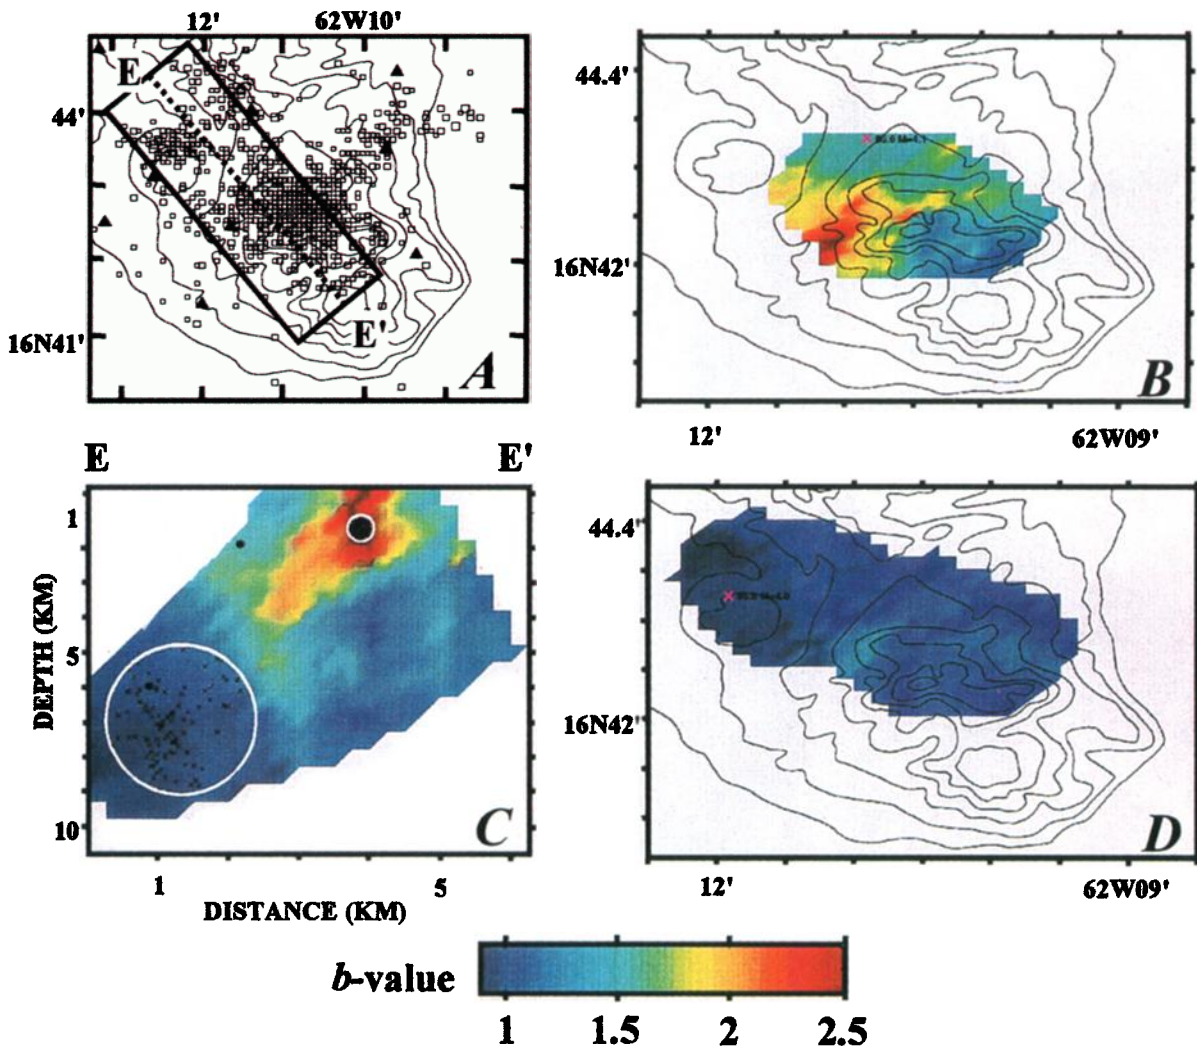 12' 62W10'
E
44'
16N41'
E'
A
44.4'
16N42'
12' 62W09'
B
E E'
1
5
10
DEPTH (KM)
1 5
DISTANCE (KM)
C
44.4'
16N42'
12' 62W09'
D
b-value
1 1.5 2 2.5